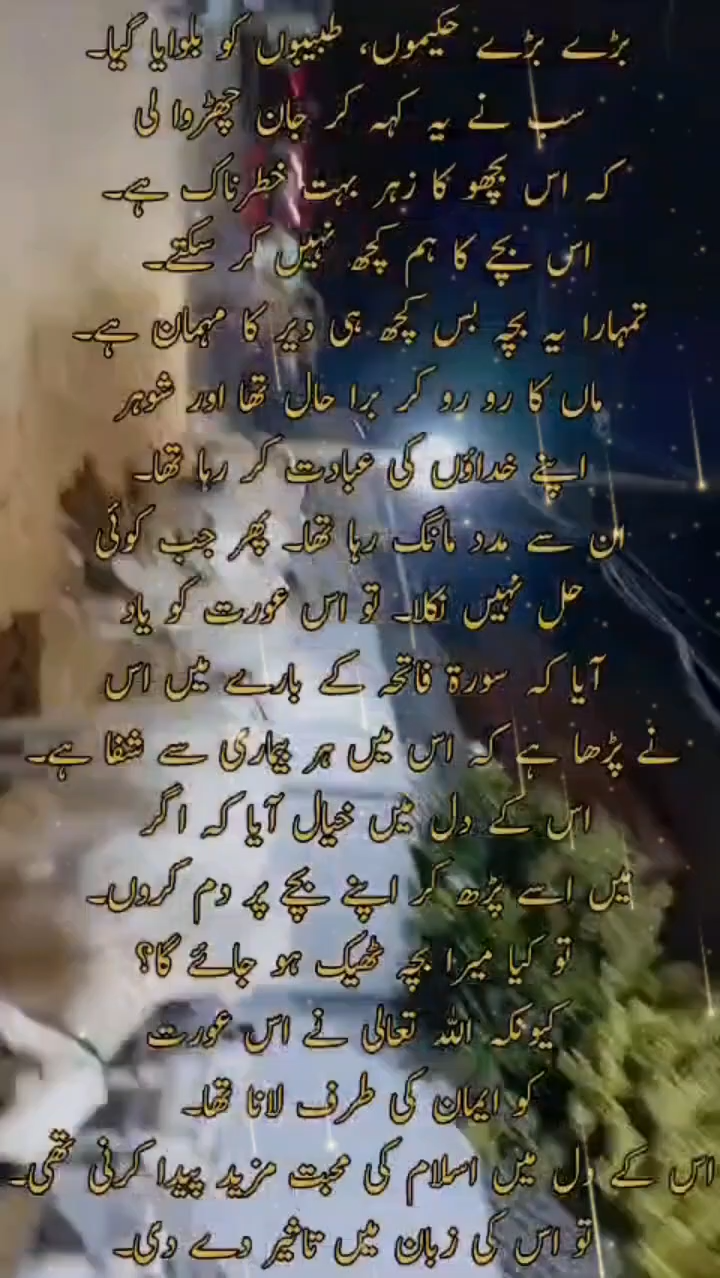 بڑے بڑے حکیموں، طبیبوں کو بلوایا گیا۔
سب نے یہ کہہ کر جان چھڑوا لی
کہ اس بچھو کا زہر بہت خطرناک ہے۔
اس بچے کا ہم کچھ نہیں کر سکتے۔
تمہارا یہ بچہ بس کچھ ہی دیر کا مہمان ہے۔
ماں کا رو رو کر برا حال تھا اور شوہر
اپنے خداؤں کی عبادت کر رہا تھا۔
ان سے مدد مانگ رہا تھا۔ پھر جب کوئی
حل نہیں نکلا۔ تو اس عورت کو یاد
آیا کہ سورۃ فاتحہ کے بارے میں اس
نے پڑھا ہے کہ اس میں ہر بیماری سے شفا ہے۔
اس کے دل میں خیال آیا کہ اگر
میں اسے پڑھ کر اپنے بچے پر دم کروں۔
تو کیا میرا بچہ ٹھیک ہو جائے گا؟
کیونکہ اللہ تعالی نے اس عورت
کو ایمان کی طرف لانا تھا۔
اس کے دل میں اسلام کی محبت مزید پیدا کرنی تھی۔
تو اس کی زبان میں تاثیر دے دی۔